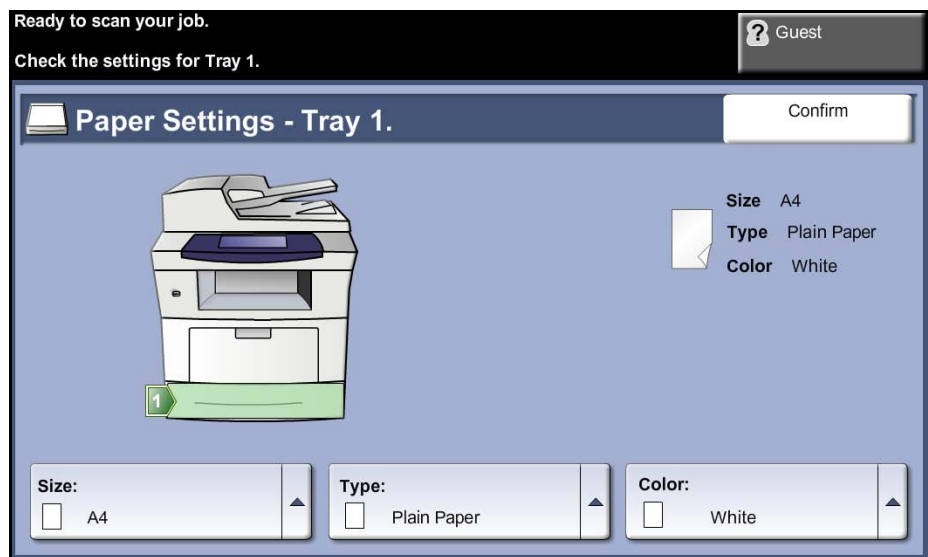 Ready to scan your job.
Check the settings for Tray 1.
? Guest
Paper Settings - Tray 1.
Confirm
Size A4
Type Plain Paper
Color White
1
Size:
A4
Type:
Plain Paper
Color:
White